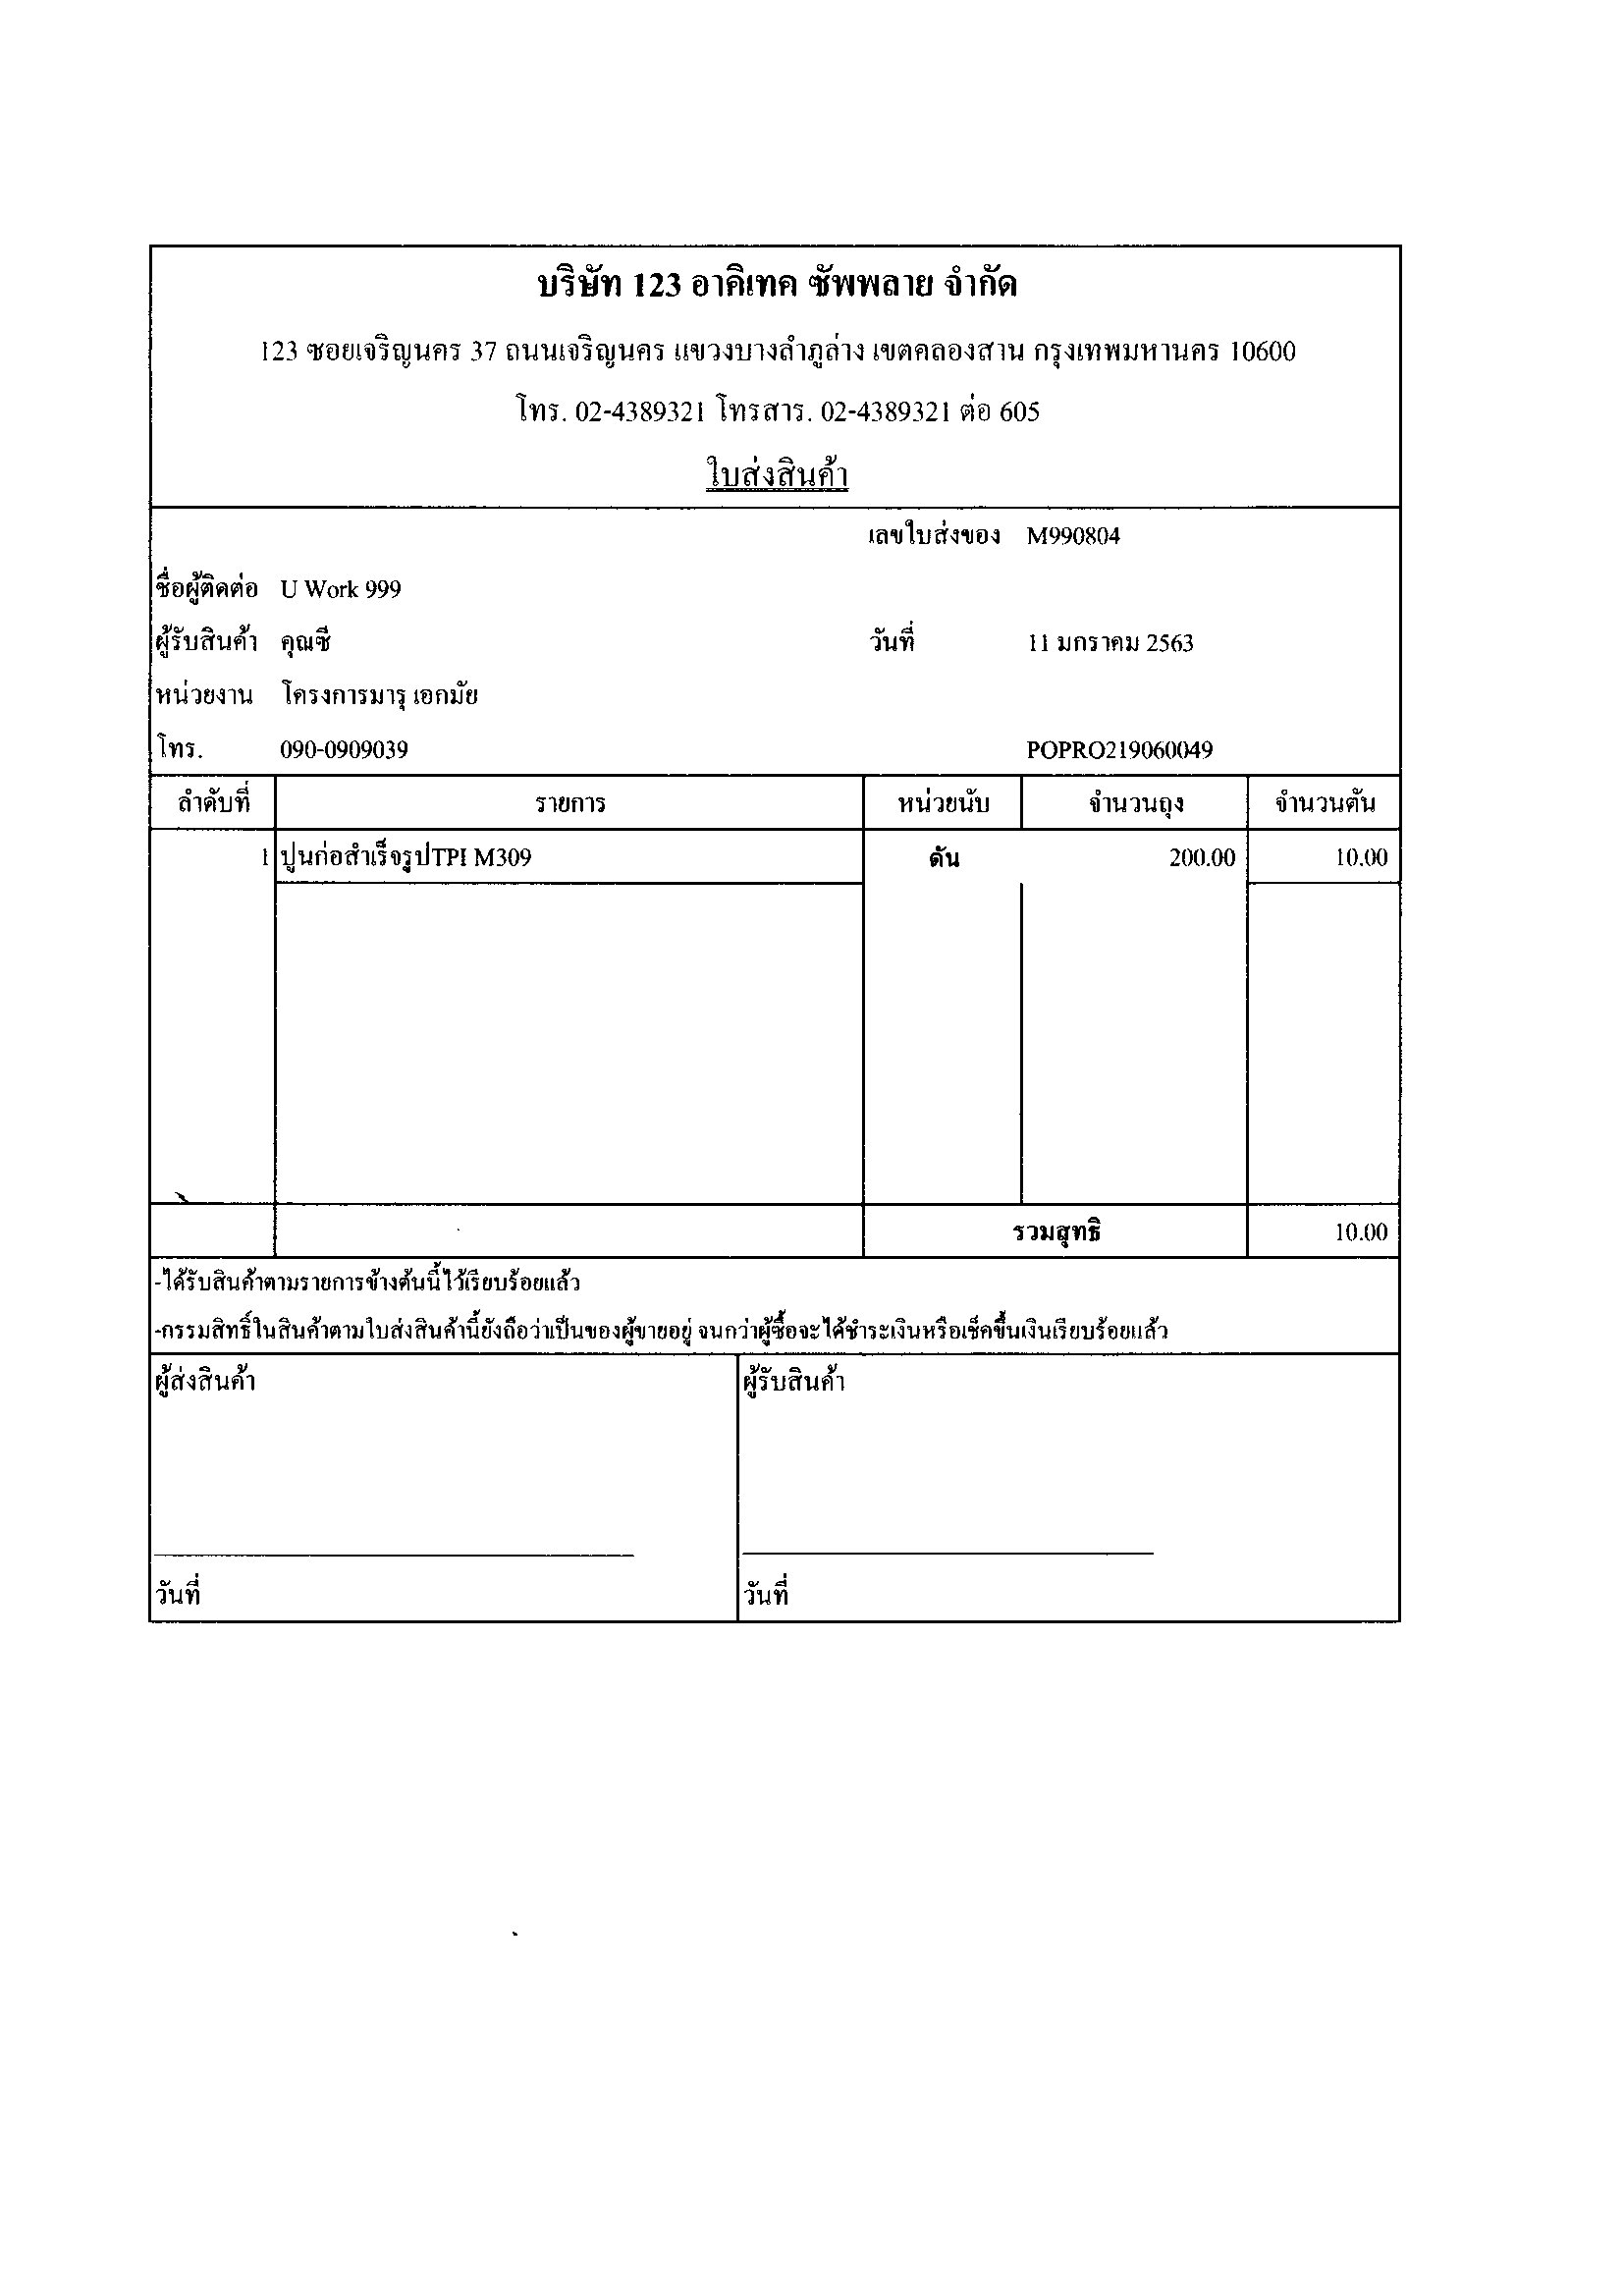 บริษัท 123 อาคิเทค ซัพพลาย จำกัด
123 ซอยเจริญนคร 37 ถนนเจริญนคร แขวงบางลำภูล่าง เขตคลองสาน กรุงเทพมหานคร 10600
โทร. 02-4389321 โทรสาร. 02-4389321 ต่อ 605
ใบส่งสินค้า
เลขใบส่งของ M990804
ชื่อผู้ติดต่อ U Work 999
ผู้รับสินค้า คุณซี วันที่ 11 มกราคม 2563
หน่วยงาน โครงการมารุ เอกมัย
โทร. 090-0909039 POPRO219060049
ลำดับที่ รายการ หน่วยนับ จำนวนถุง จำนวนตัน
1 ปูนก่อสำเร็จรูปTPI M309 ตัน 200.00 10.00
รวมสุทธิ 10.00
-ได้รับสินค้าตามรายการข้างต้นนี้ไว้เรียบร้อยแล้ว
-กรรมสิทธิ์ในสินค้าตามใบส่งสินค้านี้ยังถือว่าเป็นของผู้ขายอยู่ จนกว่าผู้ซื้อจะได้ชำระเงินหรือเช็คขึ้นเงินเรียบร้อยแล้ว
ผู้ส่งสินค้า ผู้รับสินค้า
วันที่ วันที่